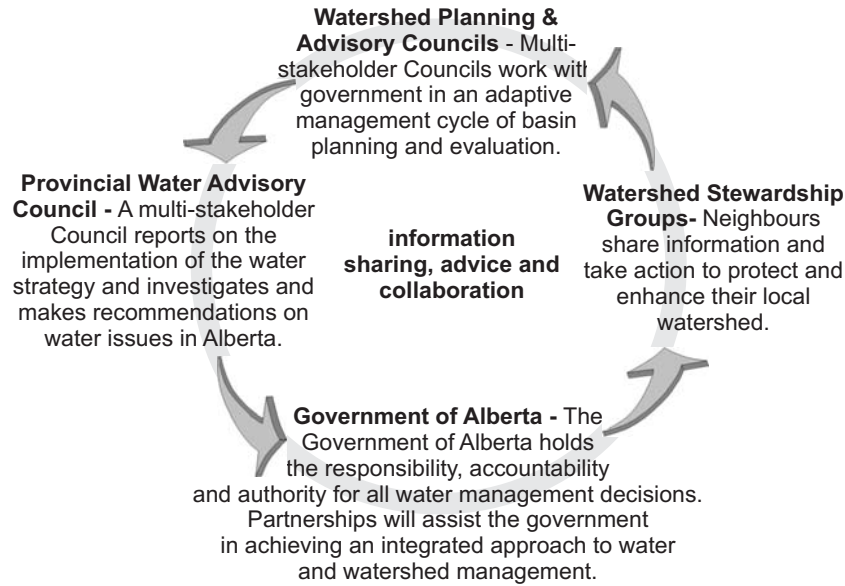 Watershed Planning &
Advisory Councils - Multi-
stakeholder Councils work with
government in an adaptive
management cycle of basin
planning and evaluation.
Provincial Water Advisory
Council - A multi-stakeholder
Council reports on the
implementation of the water
strategy and investigates and
makes recommendations on
water issues in Alberta.
information
sharing, advice and
collaboration
Watershed Stewardship
Groups- Neighbours
share information and
take action to protect and
enhance their local
watershed.
Government of Alberta - The
Government of Alberta holds
the responsibility, accountability
and authority for all water management decisions.
Partnerships will assist the government
in achieving an integrated approach to water
and watershed management.